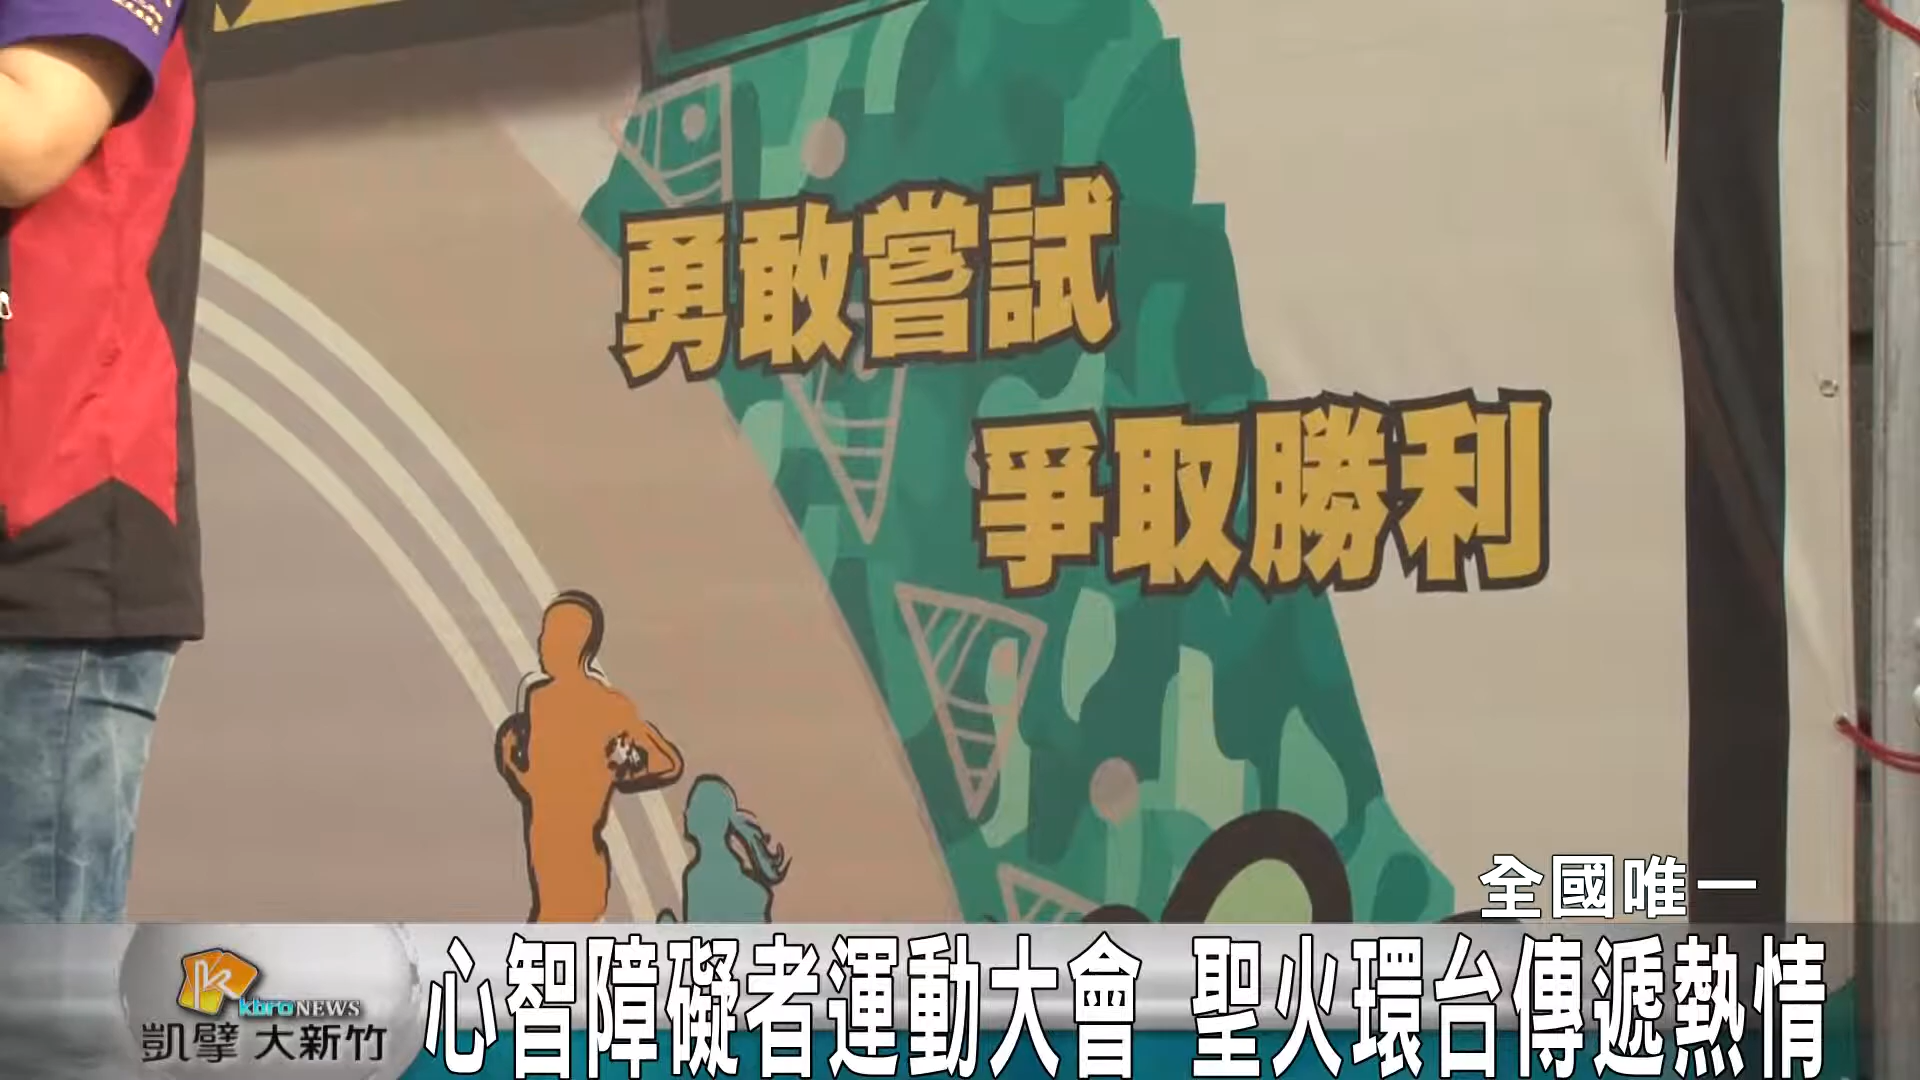 勇敢嘗試
爭取勝利
全國唯一
心智障礙者運動大會 聖火環台傳遞熱情
kbro NEWS
凱擘 大新竹